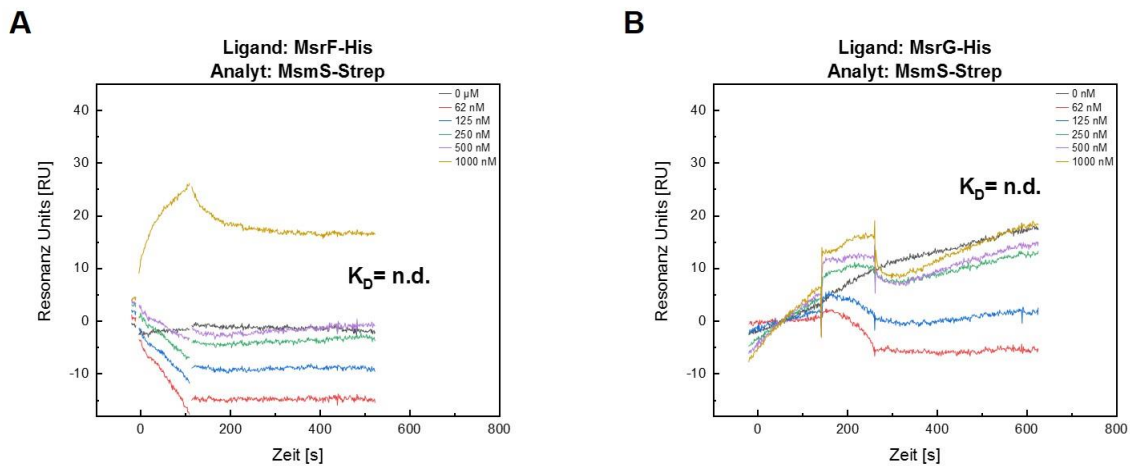 A
Ligand: MsrF-His
Analyt: MsmS-Strep
Resonanz Units [RU]
40
30
20
10
0
-10
0
200
400
600
800
Zeit [s]
0 µM
62 nM
125 nM
250 nM
500 nM
1000 nM
KD= n.d.
B
Ligand: MsrG-His
Analyt: MsmS-Strep
Resonanz Units [RU]
40
30
20
10
0
-10
0
200
400
600
800
Zeit [s]
0 nM
62 nM
125 nM
250 nM
500 nM
1000 nM
KD= n.d.